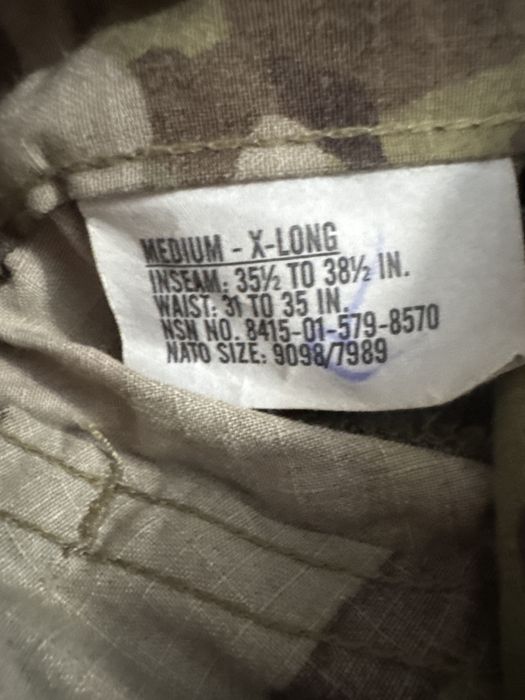 MEDIUM - X-LONG
INSEAM: 35½ TO 38½ IN.
WAIST: 31 TO 35 IN.
NSN NO. 8415-01-579-8570
NATO SIZE: 9098/7989